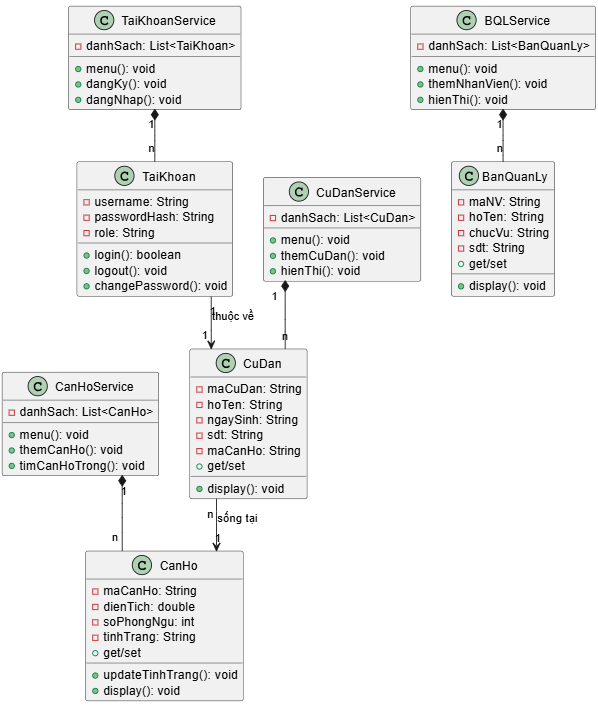 C TaiKhoanService
danhSach: List<TaiKhoan>
menu(): void
dangKy(): void
dangNhap(): void
1
n
C BQLService
danhSach: List<BanQuanLy>
menu(): void
themNhanVien(): void
hienThi(): void
1
n
C TaiKhoan
username: String
passwordHash: String
role: String
login(): boolean
logout(): void
changePassword(): void
C CuDanService
danhSach: List<CuDan>
menu(): void
themCuDan(): void
hienThi(): void
1
n
C BanQuanLy
maNV: String
hoTen: String
chucVu: String
sdt: String
get/set
display(): void
1
thuộc về
1
C CuDan
maCuDan: String
hoTen: String
ngaySinh: String
sdt: String
maCanHo: String
get/set
display(): void
C CanHoService
danhSach: List<CanHo>
menu(): void
themCanHo(): void
timCanHoTrong(): void
1
n
n
sống tại
1
C CanHo
maCanHo: String
dienTich: double
soPhongNgu: int
tinhTrang: String
get/set
updateTinhTrang(): void
display(): void